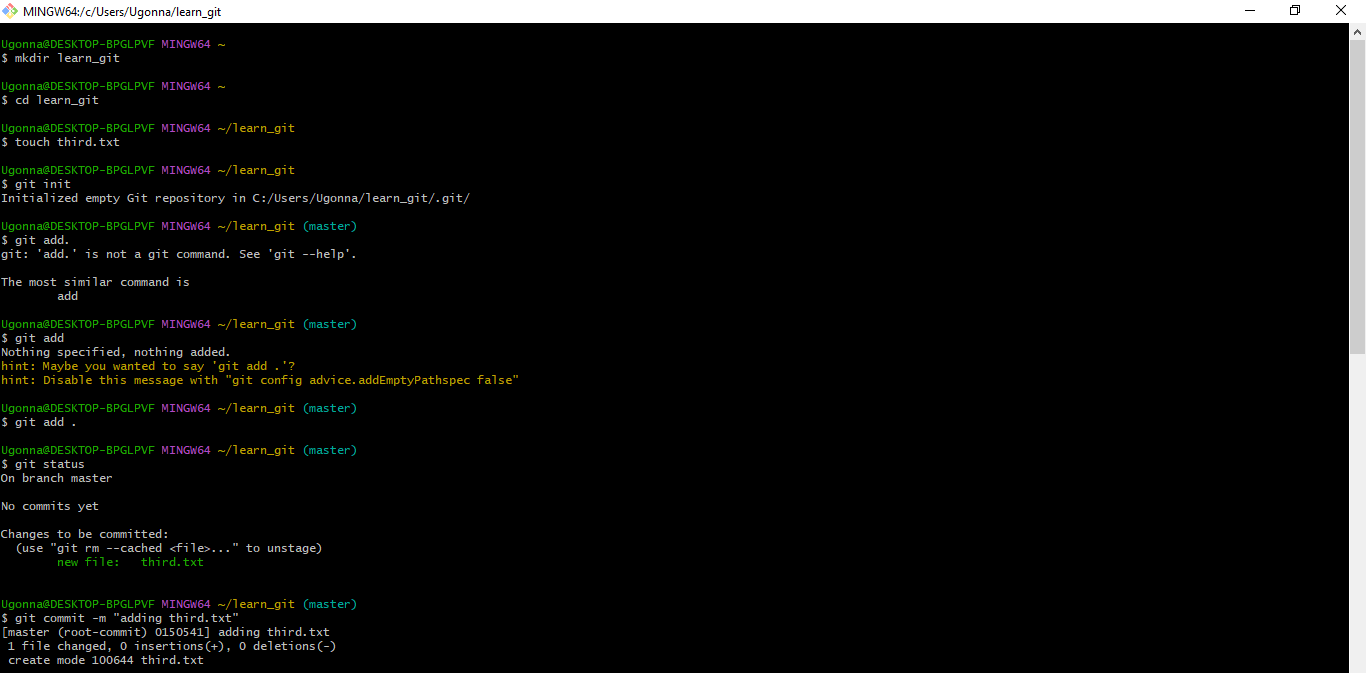 MINGW64:/c/Users/Ugonna/learn_git
Ugonna@DESKTOP-BPGLPVF MINGW64 ~
$ mkdir learn_git
Ugonna@DESKTOP-BPGLPVF MINGW64 ~
$ cd learn_git
Ugonna@DESKTOP-BPGLPVF MINGW64 ~/learn_git
$ touch third.txt
Ugonna@DESKTOP-BPGLPVF MINGW64 ~/learn_git
$ git init
Initialized empty Git repository in C:/Users/Ugonna/learn_git/.git/
Ugonna@DESKTOP-BPGLPVF MINGW64 ~/learn_git (master)
$ git add.
git: 'add.' is not a git command. See 'git --help'.
The most similar command is
        add
Ugonna@DESKTOP-BPGLPVF MINGW64 ~/learn_git (master)
$ git add
Nothing specified, nothing added.
hint: Maybe you wanted to say 'git add .'?
hint: Disable this message with "git config advice.addEmptyPathspec false"
Ugonna@DESKTOP-BPGLPVF MINGW64 ~/learn_git (master)
$ git add .
Ugonna@DESKTOP-BPGLPVF MINGW64 ~/learn_git (master)
$ git status
On branch master
No commits yet
Changes to be committed:
  (use "git rm --cached <file>..." to unstage)
        new file:   third.txt
Ugonna@DESKTOP-BPGLPVF MINGW64 ~/learn_git (master)
$ git commit -m "adding third.txt"
[master (root-commit) 0150541] adding third.txt
 1 file changed, 0 insertions(+), 0 deletions(-)
 create mode 100644 third.txt